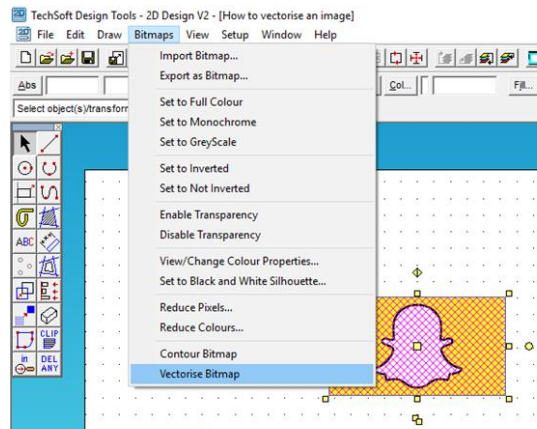 TechSoft Design Tools - 2D Design V2 - [How to vectorise an image]
File Edit Draw Bitmaps View Setup Window Help
Import Bitmap...
Export as Bitmap...
Abs
Col...
Fill...
Set to Full Colour
Select object(s)/transform
Set to Monochrome
Set to GreyScale
Set to Inverted
Set to Not Inverted
Enable Transparency
ABC
Disable Transparency
View/Change Colour Properties...
Set to Black and White Silhouette...
Reduce Pixels...
Reduce Colours...
CLIP
Contour Bitmap
in DEL
ANY
Vectorise Bitmap